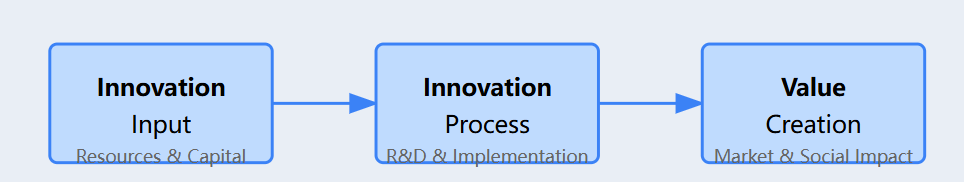 Innovation
Input
Resources & Capital
Innovation
Process
R&D & Implementation
Value
Creation
Market & Social Impact